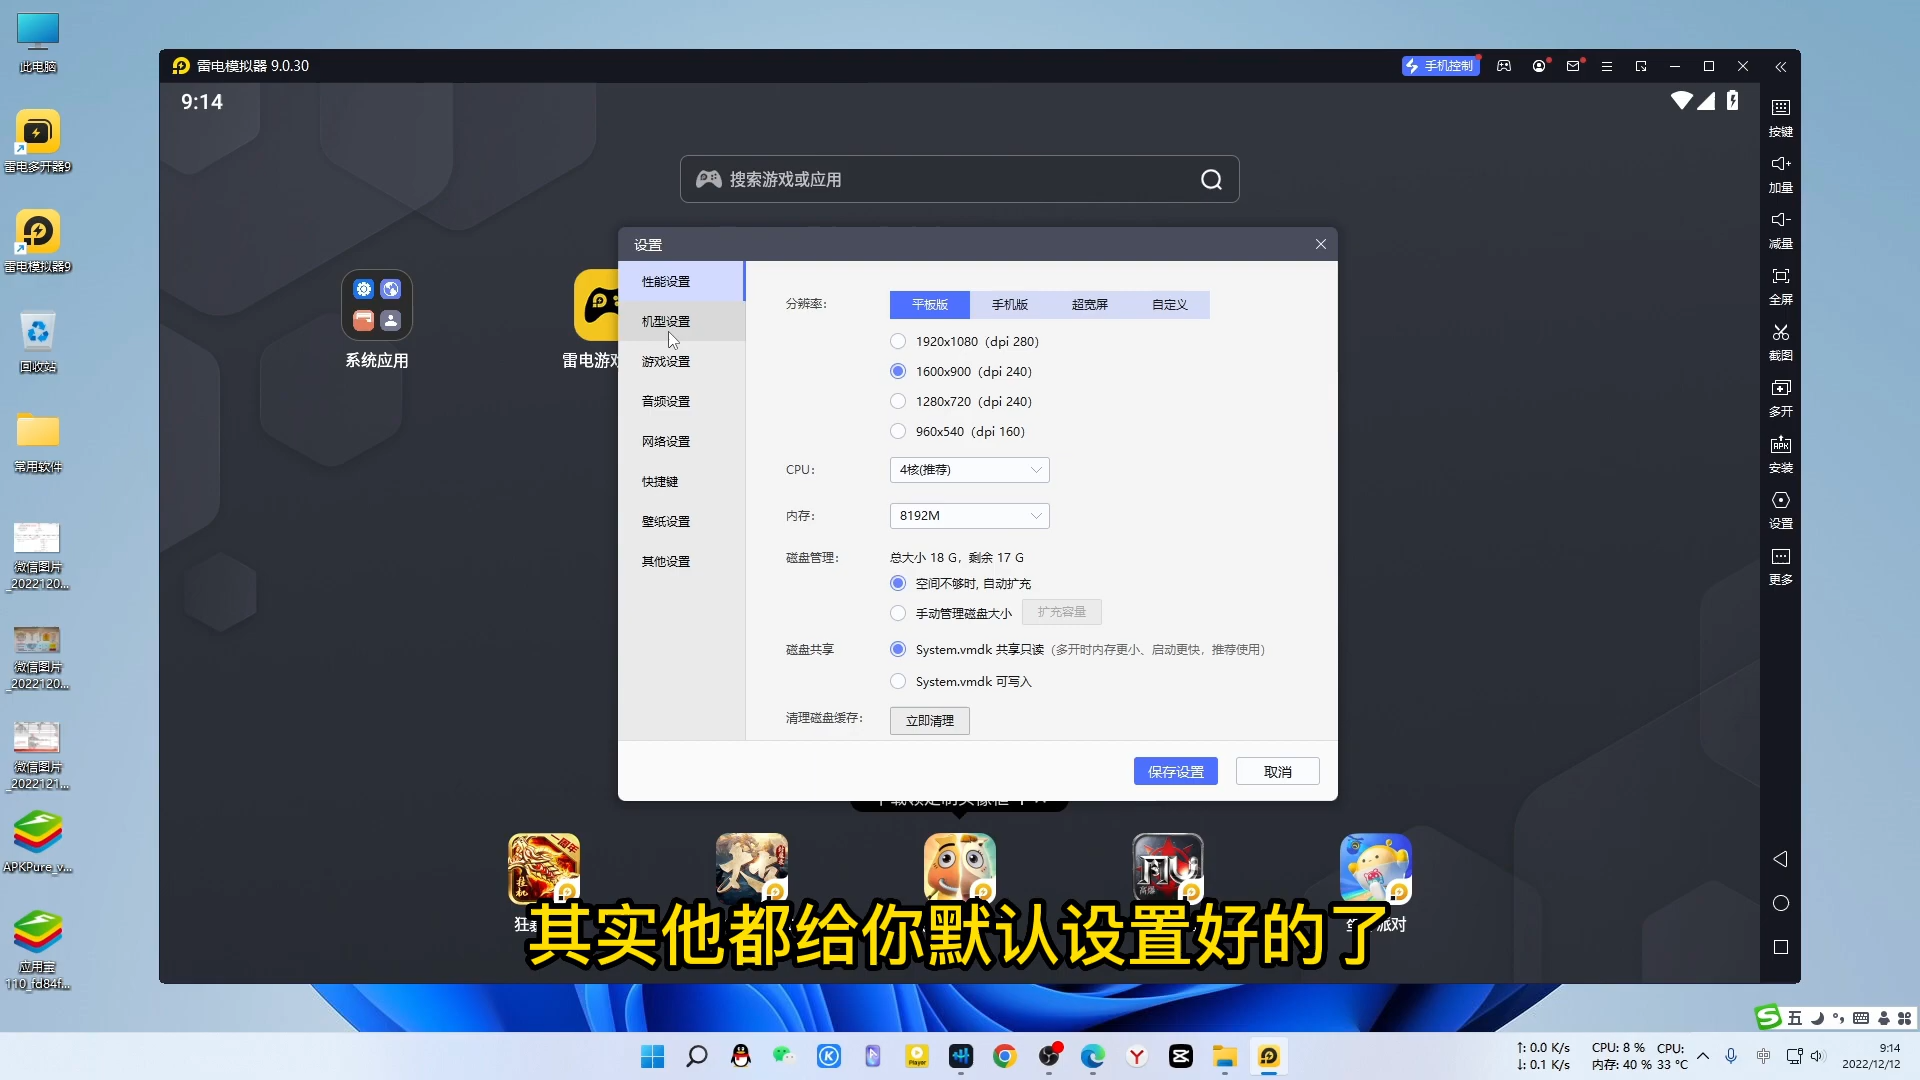 此电脑
雷电多开器9
雷电模拟器9
回收站
常用软件
微信图片
_2022120...
微信图片
_2022120...
微信图片
_2022121...
APKPure_v...
应用宝
110_fd84f...
雷电模拟器 9.0.30
手机控制
9:14
搜索游戏或应用
系统应用
雷电游戏
设置
性能设置
机型设置
游戏设置
音频设置
网络设置
快捷键
壁纸设置
其他设置
分辨率:
平板版
手机版
超宽屏
自定义
1920x1080（dpi 280）
1600x900（dpi 240）
1280x720（dpi 240）
960x540（dpi 160）
CPU:
4核(推荐)
内存:
8192M
磁盘管理:
总大小 18 G，剩余 17 G
空间不够时, 自动扩充
手动管理磁盘大小
扩充容量
磁盘共享
System.vmdk 共享只读（多开时内存更小、启动更快，推荐使用）
System.vmdk 可写入
清理磁盘缓存:
立即清理
保存设置
取消
按键
加量
减量
全屏
截图
多开
APK
安装
设置
更多
一周年
挂机
高爆
狂
派对
其实他都给你默认设置好的了
五
Player
↑: 0.0 K/s
↓: 0.1 K/s
CPU: 8 %
CPU:
内存: 40 %
33 °C
中
9:14
2022/12/12